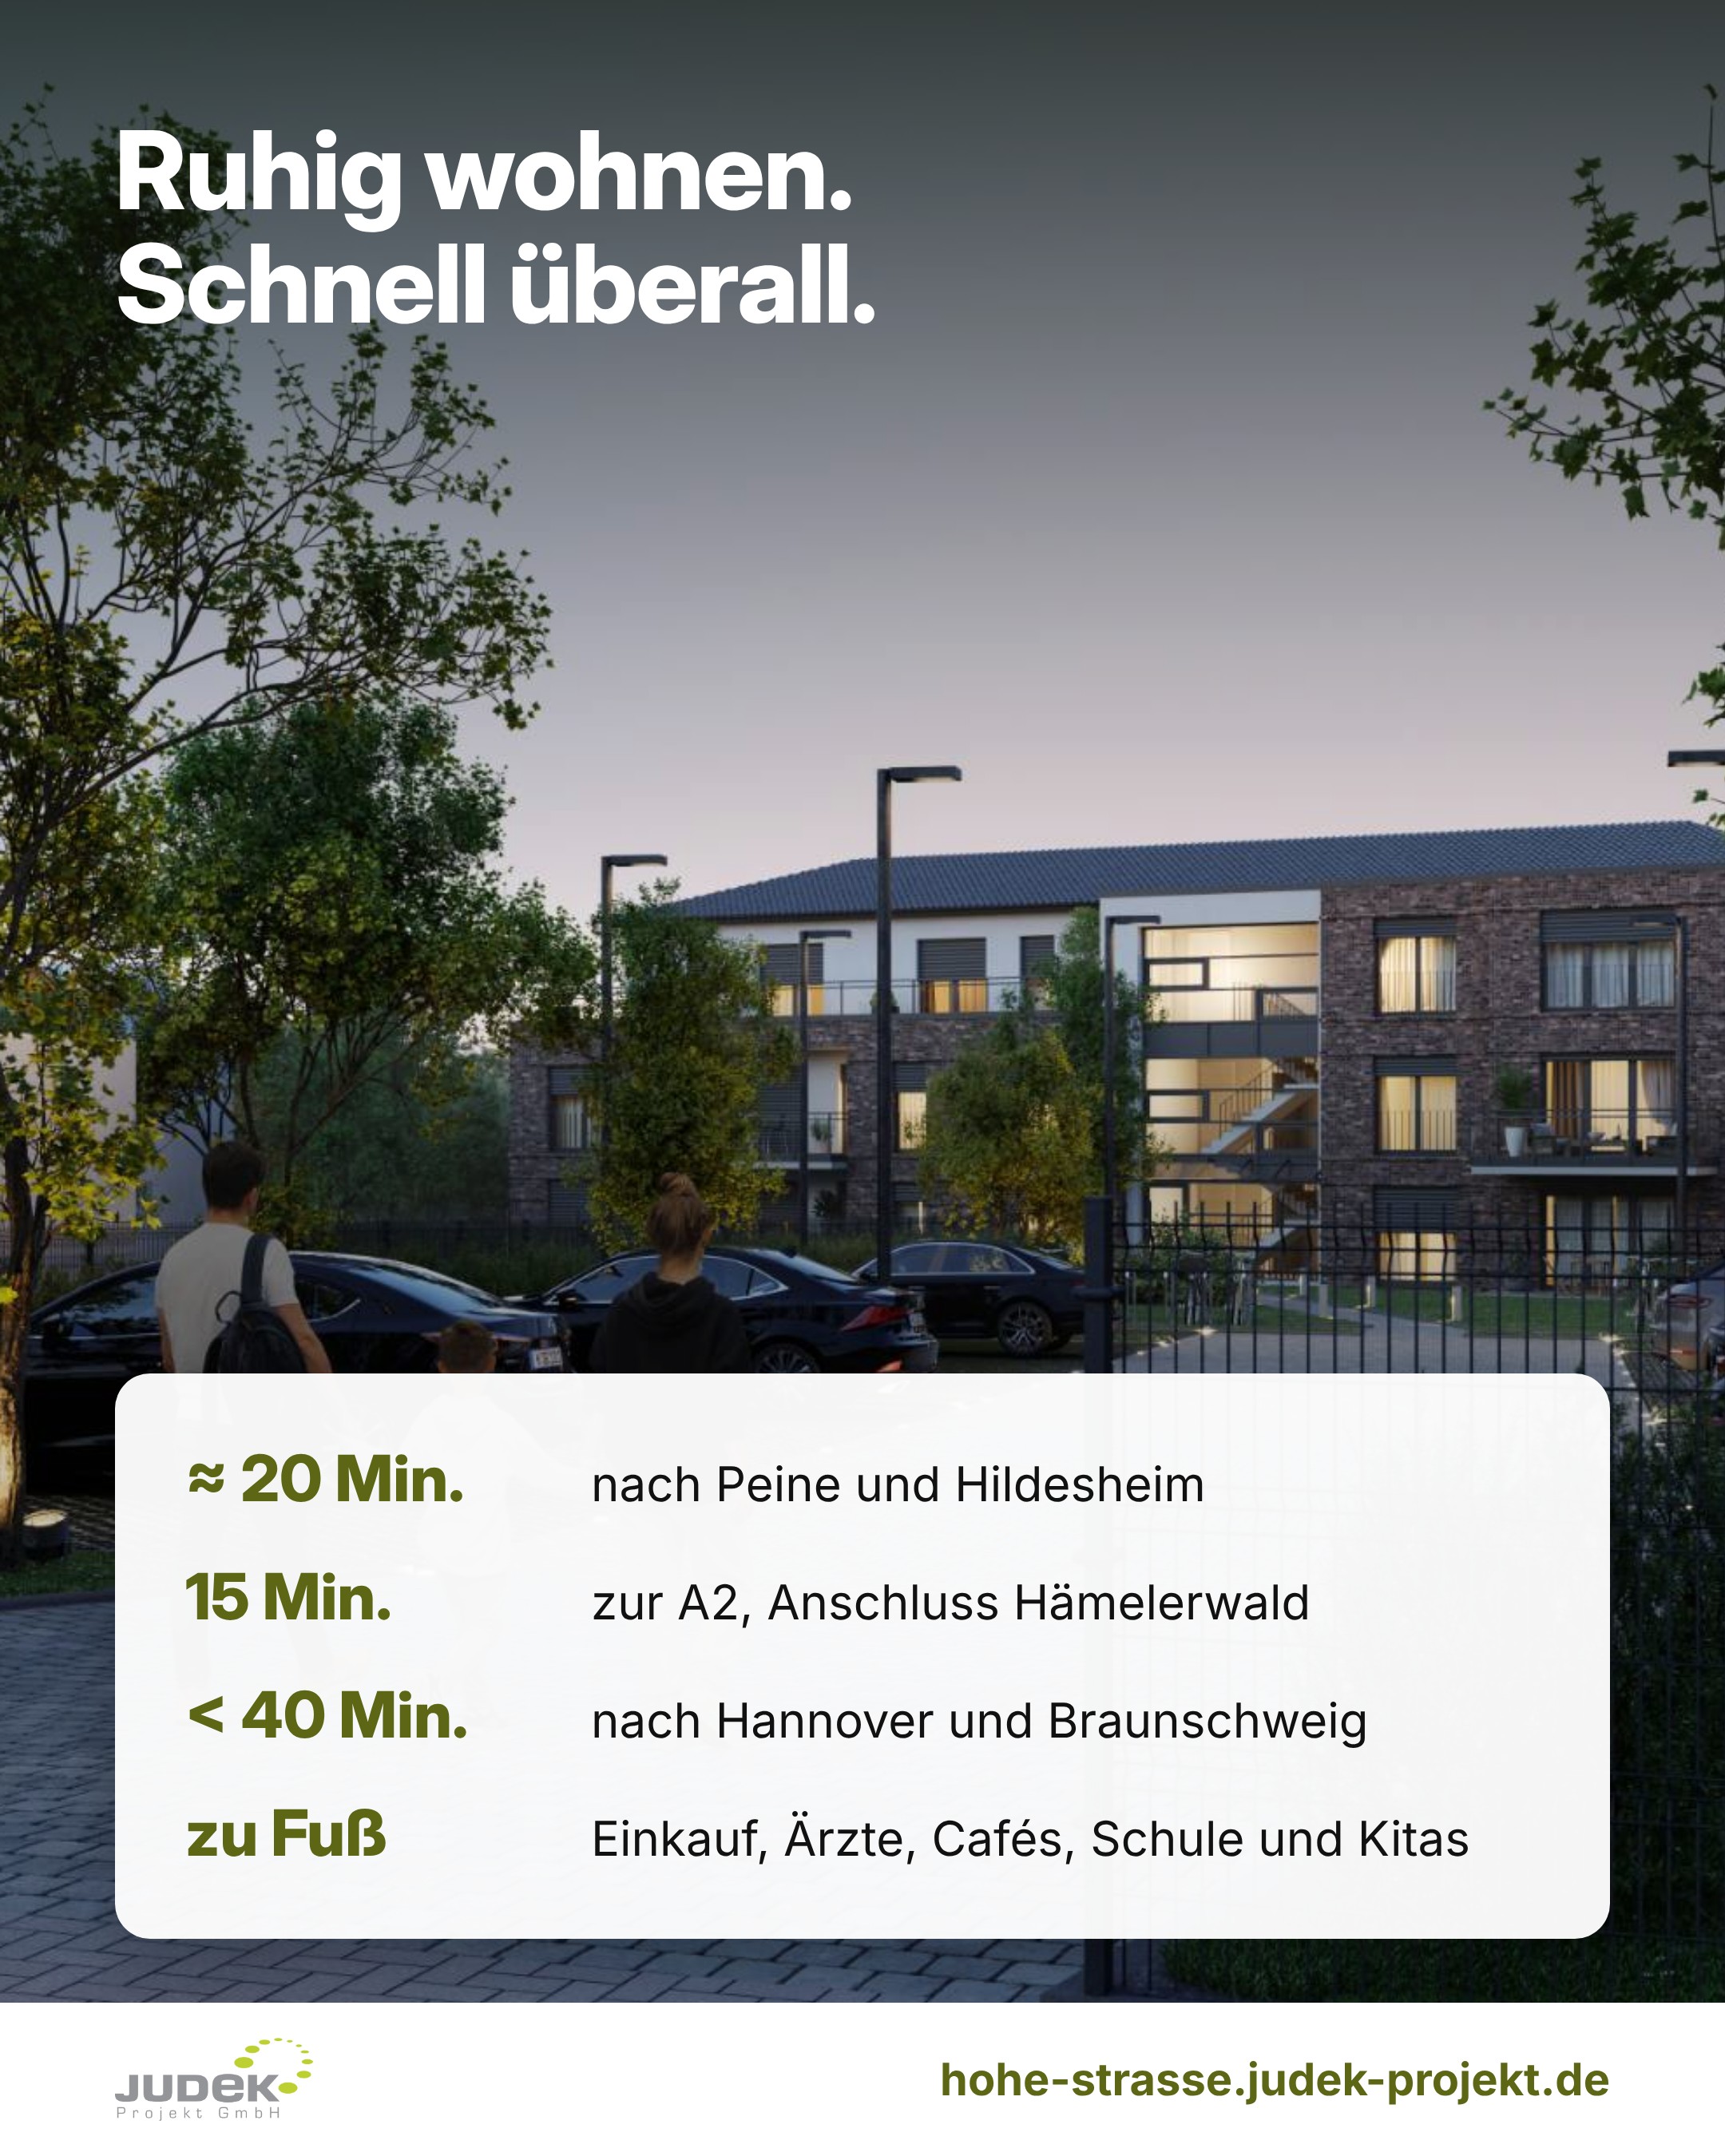 Ruhig wohnen.
Schnell überall.
≈ 20 Min. nach Peine und Hildesheim
15 Min. zur A2, Anschluss Hämelerwald
< 40 Min. nach Hannover und Braunschweig
zu Fuß Einkauf, Ärzte, Cafés, Schule und Kitas
JUDEK
Projekt GmbH
hohe-strasse.judek-projekt.de